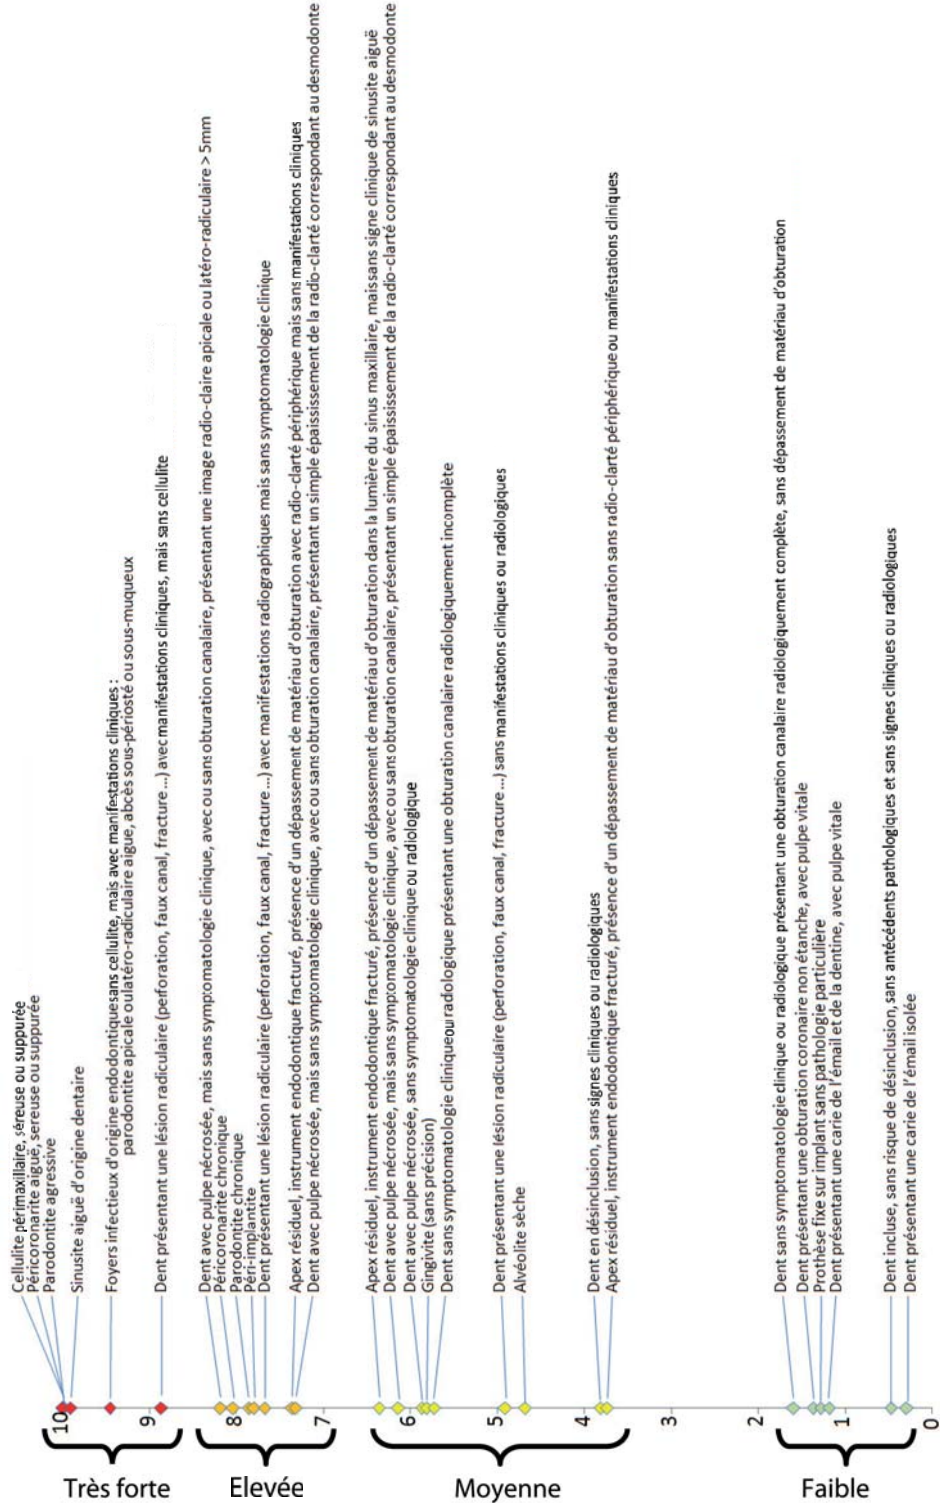 Cellulite périmaxillaire, séreuse ou suppurée
Péricoronarite aiguë, sereuse ou suppurée
Parodontite agressive
Sinusite aiguë d'origine dentaire
Foyers infectieux d'origine endodontiquesans cellulite, mais avec manifestations cliniques :
parodontite apicale oulatéro-radiculaire aigue, abcès sous-périosté ou sous-muqueux
Dent présentant une lésion radiculaire (perforation, faux canal, fracture ...) avec manifestations cliniques, mais sans cellulite
Dent avec pulpe nécrosée, mais sans symptomatologie clinique, avec ou sans obturation canalaire, présentant une image radio-claire apicale ou latéro-radiculaire > 5mm
Péricoronarite chronique
Parodontite chronique
Péri-implantite
Dent présentant une lésion radiculaire (perforation, faux canal, fracture ...) avec manifestations radiographiques mais sans symptomatologie clinique
Apex résiduel, instrument endodontique fracturé, présence d'un dépassement de matériau d'obturation avec radio-clarté périphérique mais sans manifestations cliniques
Dent avec pulpe nécrosée, mais sans symptomatologie clinique, avec ou sans obturation canalaire, présentant un simple épaississement de la radio-clarté correspondant au desmodonte
Apex résiduel, instrument endodontique fracturé, présence d'un dépassement de matériau d'obturation dans la lumière du sinus maxillaire, maissans signe clinique de sinusite aiguë
Dent avec pulpe nécrosée, mais sans symptomatologie clinique, avec ou sans obturation canalaire, présentant un simple épaississement de la radio-clarté correspondant au desmodonte
Dent avec pulpe nécrosée, sans symptomatologie clinique ou radiologique
Gingivite (sans précision)
Dent sans symptomatologie cliniqueou radologique présentant une obturation canalaire radiologiquement incomplète
Dent présentant une lésion radiculaire (perforation, faux canal, fracture ...) sans manifestations cliniques ou radiologiques
Alvéolite sèche
Dent en désinclusion, sans signes cliniques ou radiologiques
Apex résiduel, instrument endodontique fracturé, présence d'un dépassement de matériau d'obturation sans radio-clarté périphérique ou manifestations cliniques
Dent sans symptomatologie clinique ou radiologique présentant une obturation canalaire radiologiquement complète, sans dépassement de matériau d'obturation
Dent présentant une obturation coronaire non étanche, avec pulpe vitale
Prothèse fixe sur implant sans pathologie particulière
Dent présentant une carie de l'émail et de la dentine, avec pulpe vitale
Dent incluse, sans risque de désinclusion, sans antécédents pathologiques et sans signes cliniques ou radiologiques
Dent présentant une carie de l'émail isolée
10
9
8
7
6
5
4
3
2
1
0
Très forte
Elevée
Moyenne
Faible